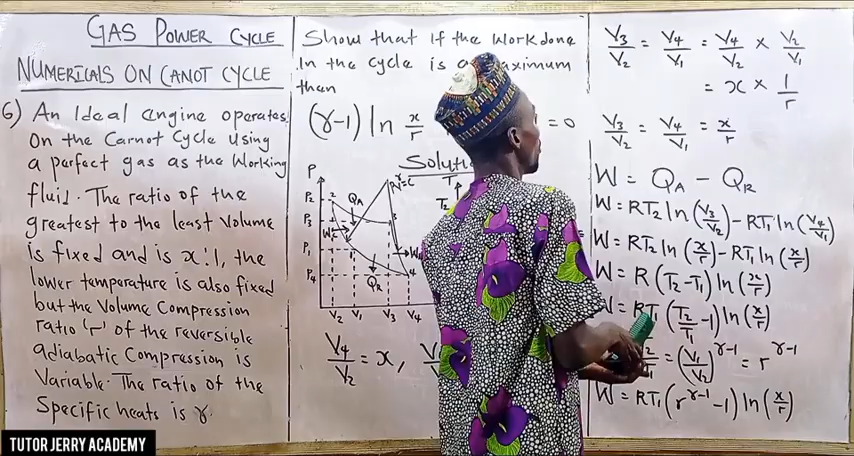 GAS POWER CYCLE
NUMERICALS ON CANOT CYCLE
6) An Ideal engine operates
On the Carnot Cycle Using
a perfect gas as the Working
fluid. The ratio of the
greatest to the least Volume
is fixed and is x:1, the
lower temperature is also fixed
but the Volume Compression
ratio 'r' of the reversible
adiabatic Compression is
Variable. The ratio of the
Specific heats is γ
Show that if the Work done
in the cycle is a maximum
then
(γ-1) ln x/r = 0
Solution
P
P2
P3
P1
P4
2
3
4
QA
QR
V2 V1 V3 V4
T
T2
V4/V2 = x,
V3/V2 = V4/V1 = V4/V2 × V2/V1
= x × 1/r
V3/V2 = V4/V1 = x/r
W = QA - QR
W = RT2 ln(V3/V2) - RT1 ln(V4/V1)
W = RT2 ln(x/r) - RT1 ln(x/r)
W = R(T2-T1) ln(x/r)
W = RT1(T2/T1 - 1) ln(x/r)
= (V1/V2)^γ-1 = r^γ-1
W = RT1(r^γ-1 - 1) ln(x/r)
TUTOR JERRY ACADEMY